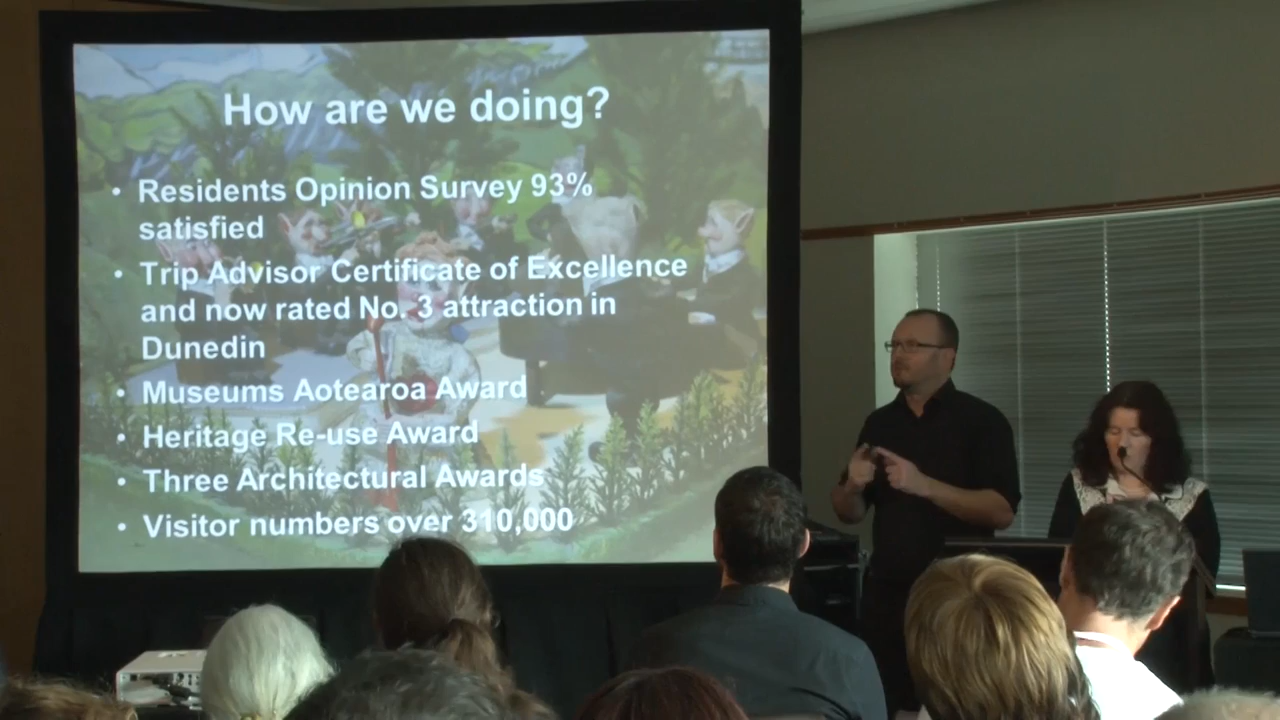 How are we doing?
• Residents Opinion Survey 93%
satisfied
• Trip Advisor Certificate of Excellence
and now rated No. 3 attraction in
Dunedin
• Museums Aotearoa Award
• Heritage Re-use Award
• Three Architectural Awards
• Visitor numbers over 310,000